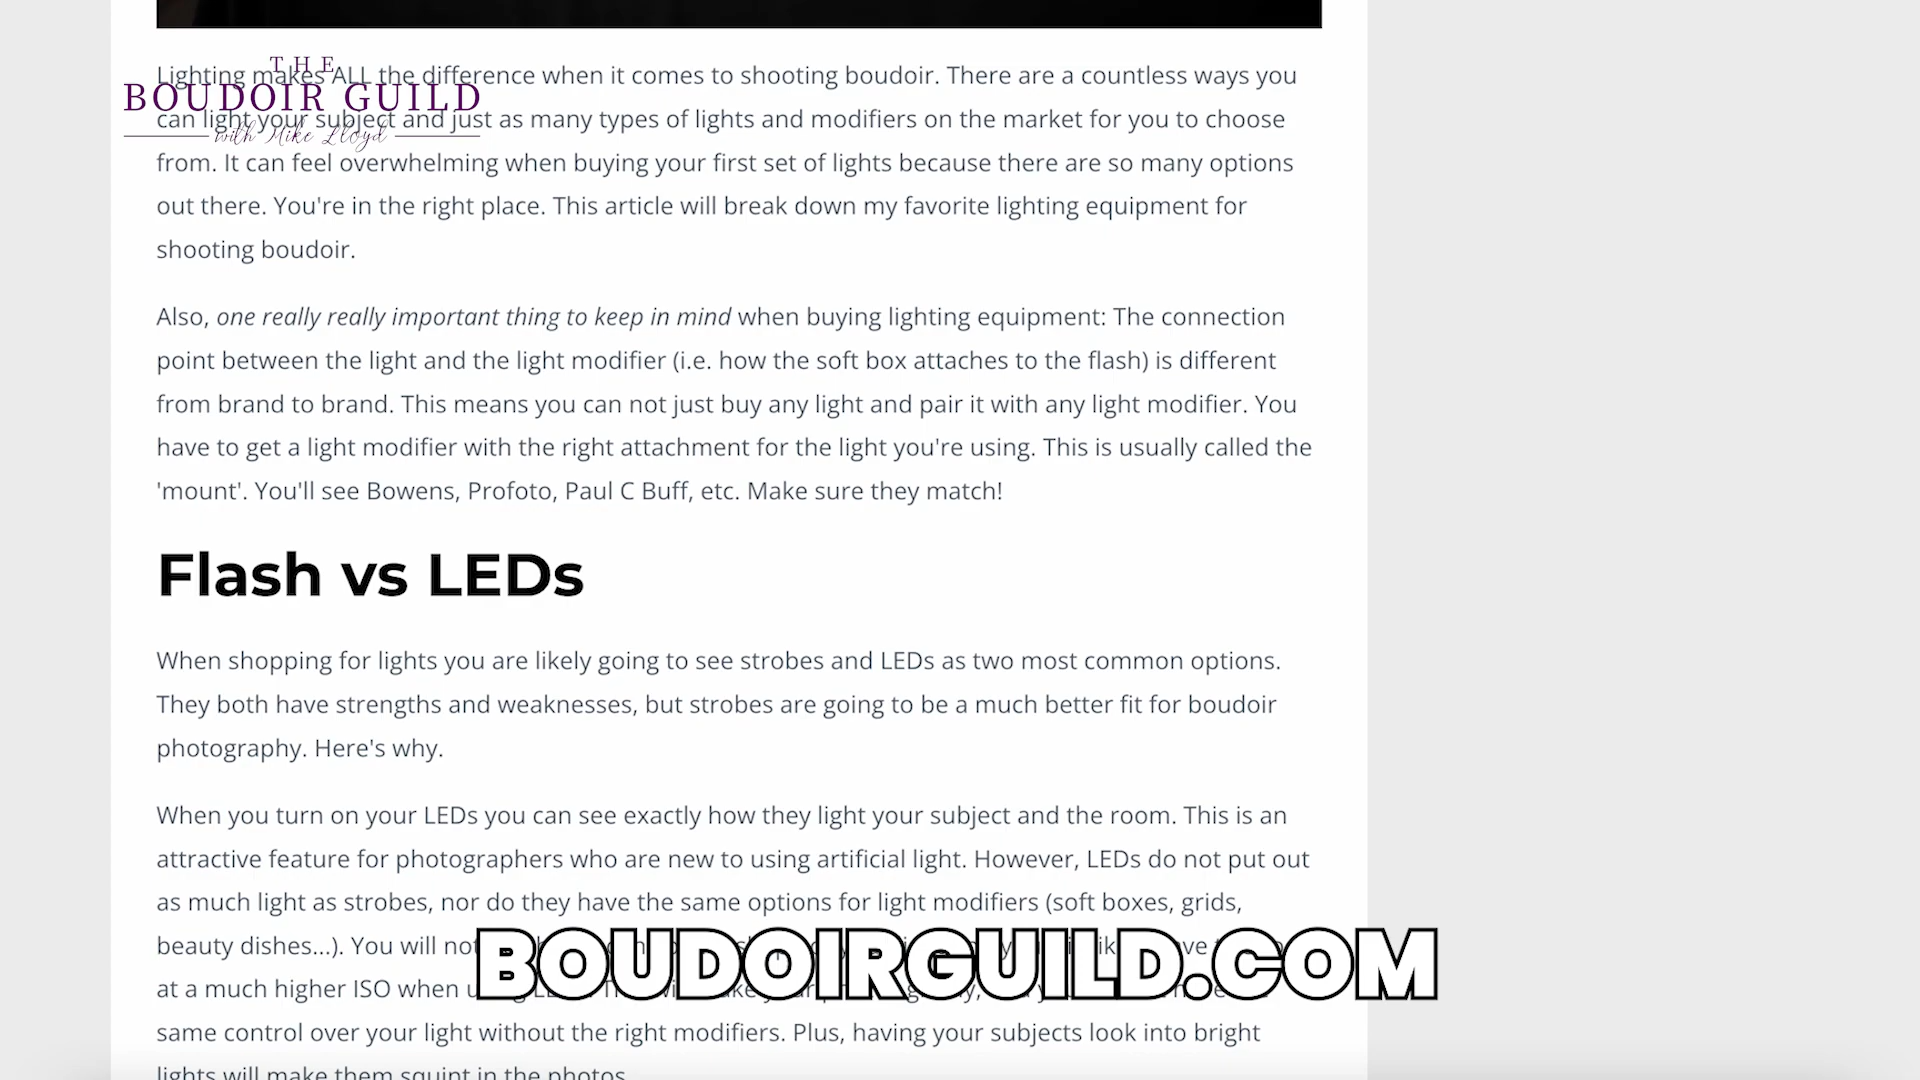 THE
BOUDOIR GUILD
with Mike Lloyd
Lighting makes ALL the difference when it comes to shooting boudoir. There are a countless ways you
can light your subject and just as many types of lights and modifiers on the market for you to choose
from. It can feel overwhelming when buying your first set of lights because there are so many options
out there. You're in the right place. This article will break down my favorite lighting equipment for
shooting boudoir.
Also, one really really important thing to keep in mind when buying lighting equipment: The connection
point between the light and the light modifier (i.e. how the soft box attaches to the flash) is different
from brand to brand. This means you can not just buy any light and pair it with any light modifier. You
have to get a light modifier with the right attachment for the light you're using. This is usually called the
'mount'. You'll see Bowens, Profoto, Paul C Buff, etc. Make sure they match!
Flash vs LEDs
When shopping for lights you are likely going to see strobes and LEDs as two most common options.
They both have strengths and weaknesses, but strobes are going to be a much better fit for boudoir
photography. Here's why.
When you turn on your LEDs you can see exactly how they light your subject and the room. This is an
attractive feature for photographers who are new to using artificial light. However, LEDs do not put out
as much light as strobes, nor do they have the same options for light modifiers (soft boxes, grids,
beauty dishes...). You will not
at a much higher ISO when
BOUDOIRGUILD.COM
same control over your light without the right modifiers. Plus, having your subjects look into bright
lights will make them squint in the photos.